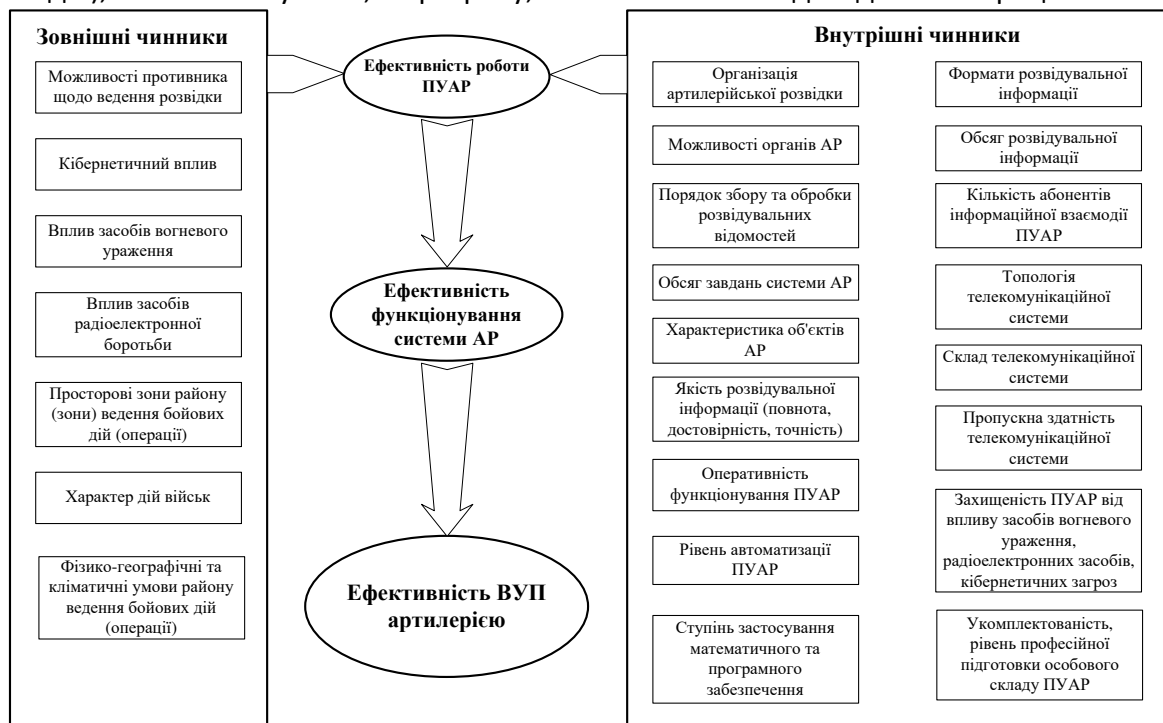 Зовнішні чинники
Можливості противника
щодо ведення розвідки
Кібернетичний вплив
Вплив засобів вогневого
ураження
Вплив засобів
радіоелектронної
боротьби
Просторові зони району
(зони) ведення бойових
дій (операції)
Характер дій військ
Фізико-географічні та
кліматичні умови району
ведення бойових дій
(операції)
Ефективність роботи
ПУАР
Ефективність
функціонування
системи АР
Ефективність ВУП
артилерією
Внутрішні чинники
Організація
артилерійської розвідки
Можливості органів АР
Порядок збору та обробки
розвідувальних
відомостей
Обсяг завдань системи АР
Характеристика об'єктів
АР
Якість розвідувальної
інформації (повнота,
достовірність, точність)
Оперативність
функціонування ПУАР
Рівень автоматизації
ПУАР
Ступінь застосування
математичного та
програмного
забезпечення
Формати розвідувальної
інформації
Обсяг розвідувальної
інформації
Кількість абонентів
інформаційної взаємодії
ПУАР
Топологія
телекомунікаційної
системи
Склад телекомунікаційної
системи
Пропускна здатність
телекомунікаційної
системи
Захищеність ПУАР від
впливу засобів вогневого
ураження,
радіоелектронних засобів,
кібернетичних загроз
Укомплектованість,
рівень професійної
підготовки особового
складу ПУАР